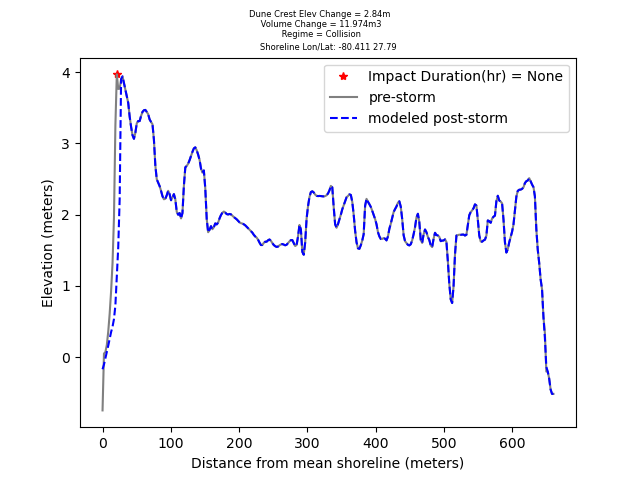 Dune Crest Elev Change = 2.84m
Volume Change = 11.974m3
Regime = Collision
Shoreline Lon/Lat: -80.411 27.79
Impact Duration(hr) = None
pre-storm
modeled post-storm
4
3
2
1
0
Elevation (meters)
0 100 200 300 400 500 600
Distance from mean shoreline (meters)